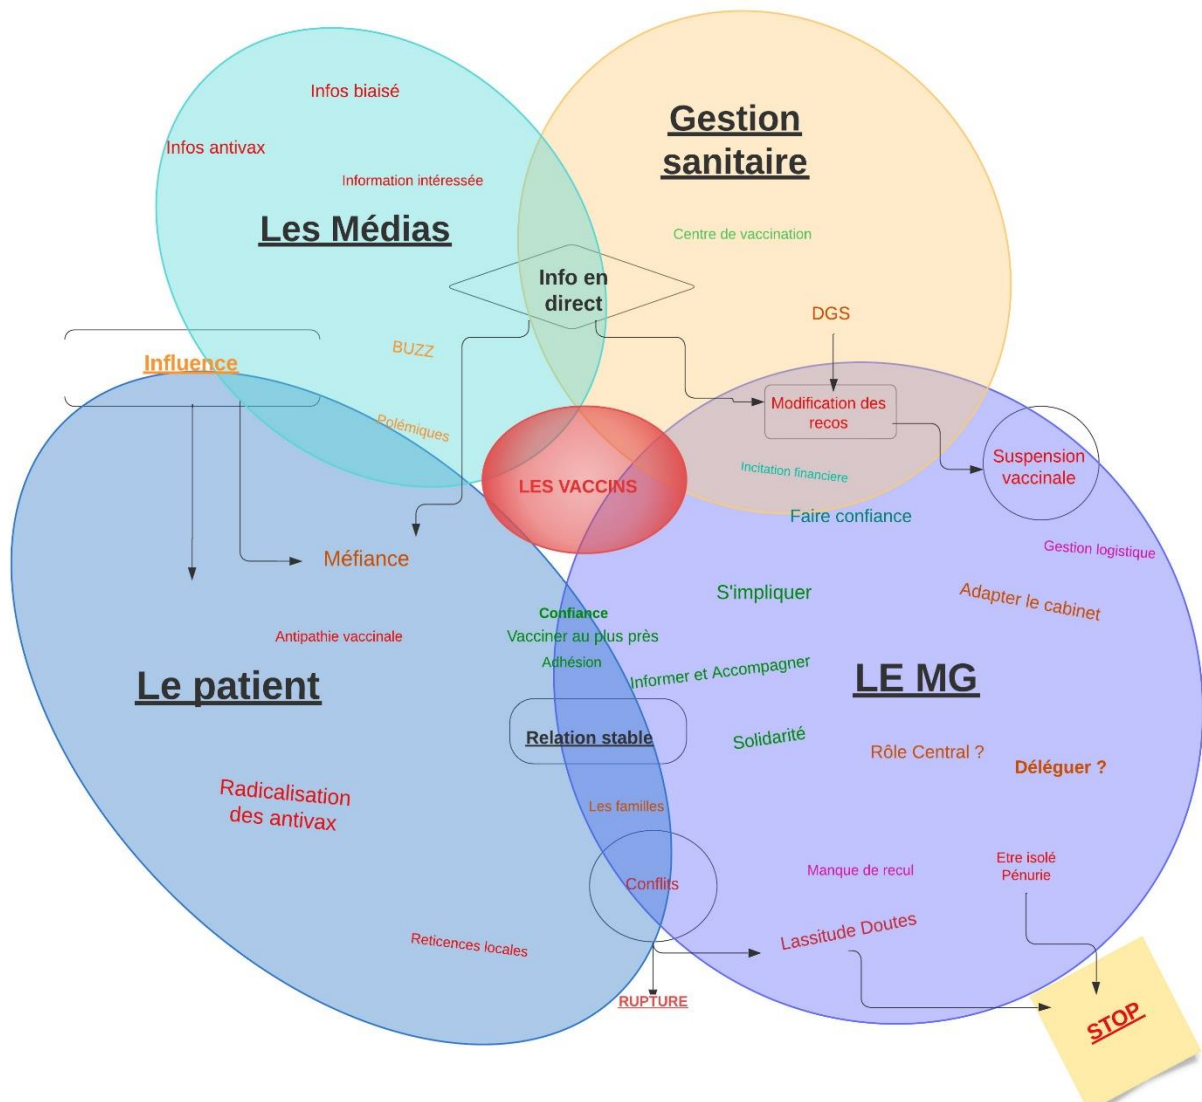 Infos biaisé
Infos antivax
Information intéressée
Les Médias
Gestion
sanitaire
Centre de vaccination
Info en
direct
DGS
BUZZ
Influence
Polémiques
Modification des
recos
Suspension
vaccinale
Incitation financiere
LES VACCINS
Faire confiance
Gestion logistique
Méfiance
S'impliquer
Adapter le cabinet
Confiance
Vacciner au plus près
Adhésion
Antipathie vaccinale
Informer et Accompagner
Le patient
LE MG
Relation stable
Solidarité
Rôle Central ?
Déléguer ?
Radicalisation
des antivax
Les familles
Conflits
Manque de recul
Etre isolé
Pénurie
Lassitude Doutes
Reticences locales
RUPTURE
STOP